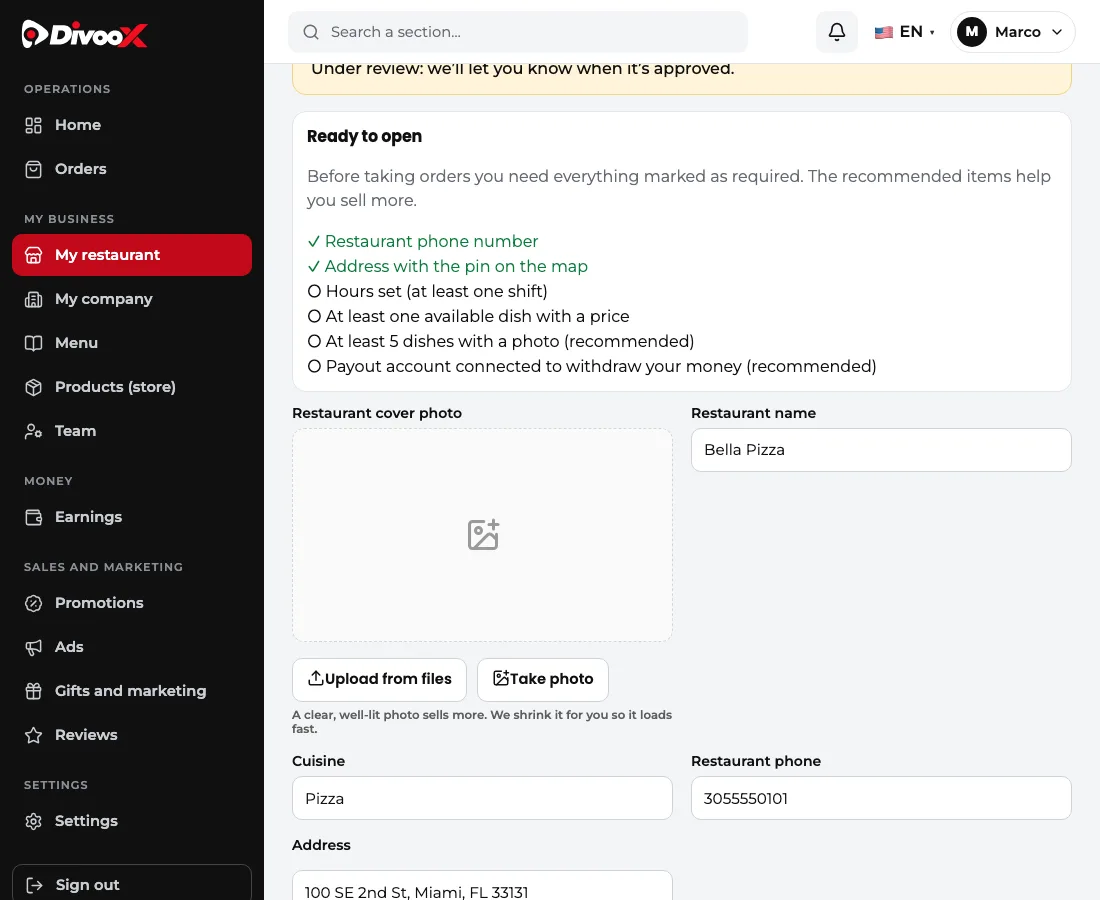 DivooX
Search a section...
EN
M
Marco
OPERATIONS
Home
Orders
MY BUSINESS
My restaurant
My company
Menu
Products (store)
Team
MONEY
Earnings
SALES AND MARKETING
Promotions
Ads
Gifts and marketing
Reviews
SETTINGS
Settings
Sign out
Under review: we'll let you know when it's approved.
Ready to open
Before taking orders you need everything marked as required. The recommended items help
you sell more.
✓ Restaurant phone number
✓ Address with the pin on the map
O Hours set (at least one shift)
O At least one available dish with a price
O At least 5 dishes with a photo (recommended)
O Payout account connected to withdraw your money (recommended)
Restaurant cover photo
Restaurant name
Bella Pizza
Upload from files
Take photo
A clear, well-lit photo sells more. We shrink it for you so it loads
fast.
Cuisine
Restaurant phone
Pizza
3055550101
Address
100 SE 2nd St, Miami, FL 33131